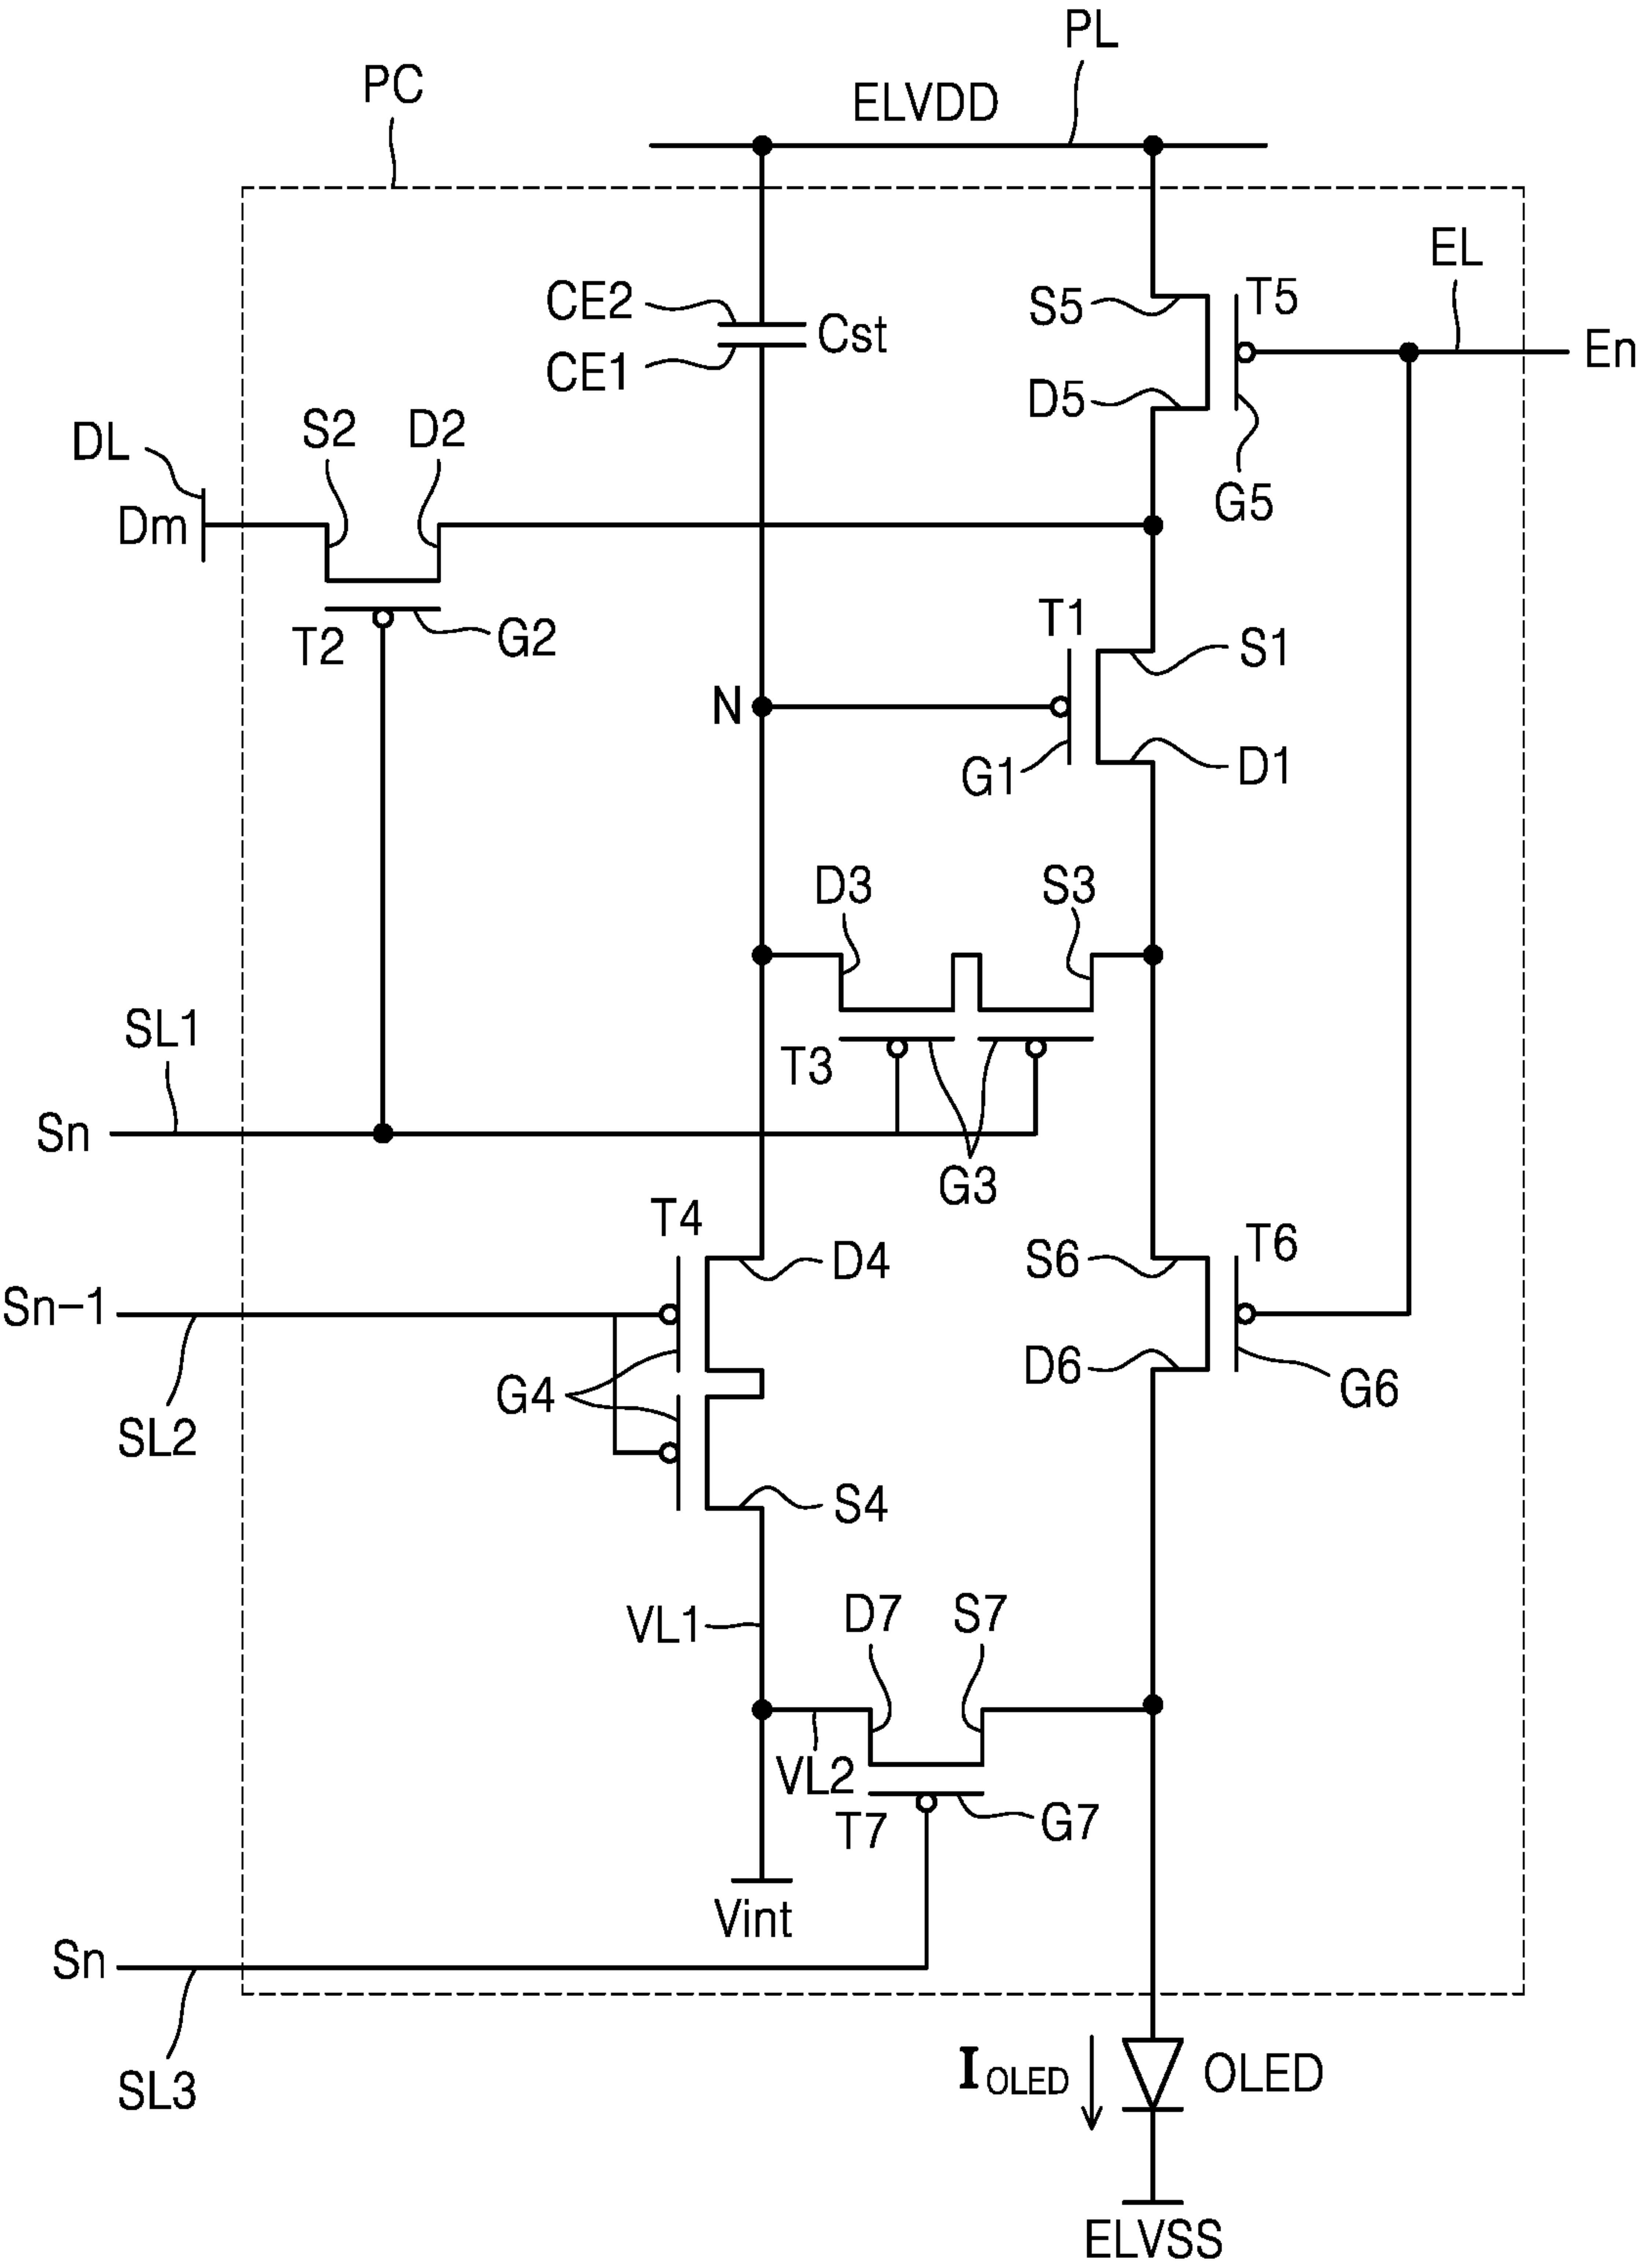 PL
PC
ELVDD
EL
CE2
S5
T5
Cst
En
CE1
D5
S2
D2
DL
G5
Dm
T1
T2
G2
S1
N
G1
D1
D3
S3
SL1
T3
Sn
G3
T4
T6
D4
S6
Sn-1
D6
G6
G4
SL2
S4
D7
S7
VL1
VL2
T7
G7
Vint
Sn
IOLED
OLED
SL3
ELVSS